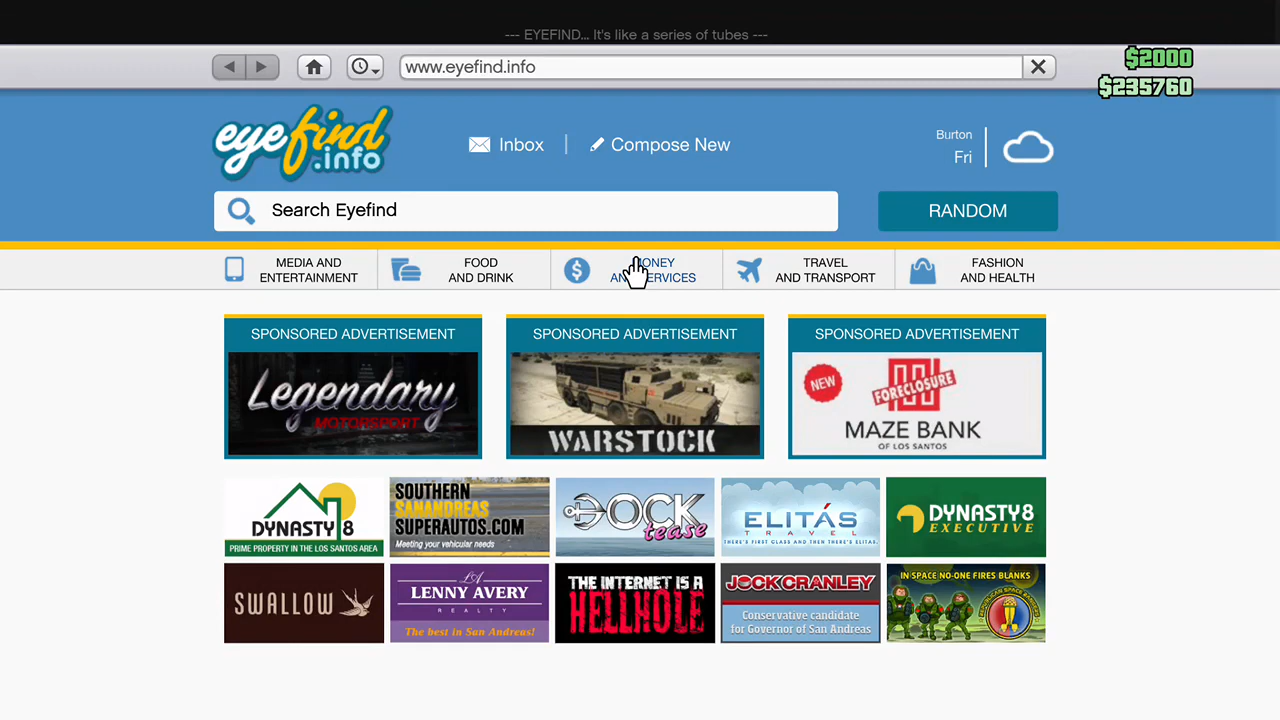 --- EYEFIND... It's like a series of tubes ---
www.eyefind.info
$2000
$235760
eyefind
.info
Inbox
Compose New
Burton
Fri
Search Eyefind
RANDOM
MEDIA AND
ENTERTAINMENT
FOOD
AND DRINK
MONEY
AND SERVICES
TRAVEL
AND TRANSPORT
FASHION
AND HEALTH
SPONSORED ADVERTISEMENT
Legendary
MOTORSPORT
SPONSORED ADVERTISEMENT
WARSTOCK
SPONSORED ADVERTISEMENT
NEW
FORECLOSURE
MAZE BANK
OF LOS SANTOS
DYNASTY 8
PRIME PROPERTY IN THE LOS SANTOS AREA
SOUTHERN
SANANDREAS
SUPERAUTOS.COM
Meeting your vehicular needs
DOCK
tease
ELITÁS
TRAVEL
THERE'S FIRST CLASS AND THEN THERE'S ELITÁS.
DYNASTY 8
EXECUTIVE
SWALLOW
LA
LENNY AVERY
REALTY
The best in San Andreas!
THE INTERNET IS A
HELLHOLE
JOCK CRANLEY
Conservative candidate
for Governor of San Andreas
IN SPACE NO-ONE FIRES BLANKS